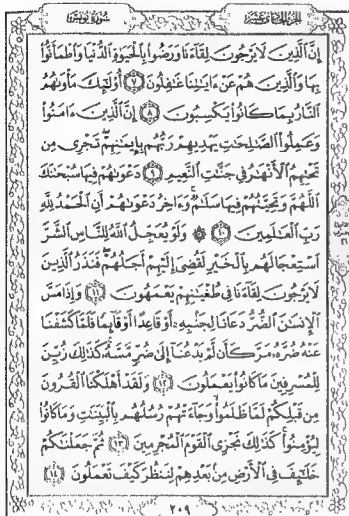 الجزء الحادي عشر
سورة يونس
إِنَّ ٱلَّذِينَ لَا يَرْجُونَ لِقَآءَنَا وَرَضُوا۟ بِٱلْحَيَوٰةِ ٱلدُّنْيَا وَٱطْمَأَنُّوا۟
بِهَا وَٱلَّذِينَ هُمْ عَنْ ءَايَٰتِنَا غَٰفِلُونَ ٧ أُو۟لَٰٓئِكَ مَأْوَىٰهُمُ
ٱلنَّارُ بِمَا كَانُوا۟ يَكْسِبُونَ ٨ إِنَّ ٱلَّذِينَ ءَامَنُوا۟
وَعَمِلُوا۟ ٱلصَّٰلِحَٰتِ يَهْدِيهِمْ رَبُّهُم بِإِيمَٰنِهِمْ ۖ تَجْرِى مِن
تَحْتِهِمُ ٱلْأَنْهَٰرُ فِى جَنَّٰتِ ٱلنَّعِيمِ ٩ دَعْوَىٰهُمْ فِيهَا سُبْحَٰنَكَ
ٱللَّهُمَّ وَتَحِيَّتُهُمْ فِيهَا سَلَٰمٌ ۚ وَءَاخِرُ دَعْوَىٰهُمْ أَنِ ٱلْحَمْدُ لِلَّهِ
رَبِّ ٱلْعَٰلَمِينَ ١٠ ۞ وَلَوْ يُعَجِّلُ ٱللَّهُ لِلنَّاسِ ٱلشَّرَّ
ٱسْتِعْجَالَهُم بِٱلْخَيْرِ لَقُضِىَ إِلَيْهِمْ أَجَلُهُمْ ۖ فَنَذَرُ ٱلَّذِينَ
لَا يَرْجُونَ لِقَآءَنَا فِى طُغْيَٰنِهِمْ يَعْمَهُونَ ١١ وَإِذَا مَسَّ
ٱلْإِنسَٰنَ ٱلضُّرُّ دَعَانَا لِجَنۢبِهِۦٓ أَوْ قَاعِدًا أَوْ قَآئِمًا فَلَمَّا كَشَفْنَا
عَنْهُ ضُرَّهُۥ مَرَّ كَأَن لَّمْ يَدْعُنَآ إِلَىٰ ضُرٍّ مَّسَّهُۥ ۚ كَذَٰلِكَ زُيِّنَ
لِلْمُسْرِفِينَ مَا كَانُوا۟ يَعْمَلُونَ ١٢ وَلَقَدْ أَهْلَكْنَا ٱلْقُرُونَ
مِن قَبْلِكُمْ لَمَّا ظَلَمُوا۟ ۙ وَجَآءَتْهُمْ رُسُلُهُم بِٱلْبَيِّنَٰتِ وَمَا كَانُوا۟
لِيُؤْمِنُوا۟ ۚ كَذَٰلِكَ نَجْزِى ٱلْقَوْمَ ٱلْمُجْرِمِينَ ١٣ ثُمَّ جَعَلْنَٰكُمْ
خَلَٰٓئِفَ فِى ٱلْأَرْضِ مِنۢ بَعْدِهِمْ لِنَنظُرَ كَيْفَ تَعْمَلُونَ ١٤
٢٠٩